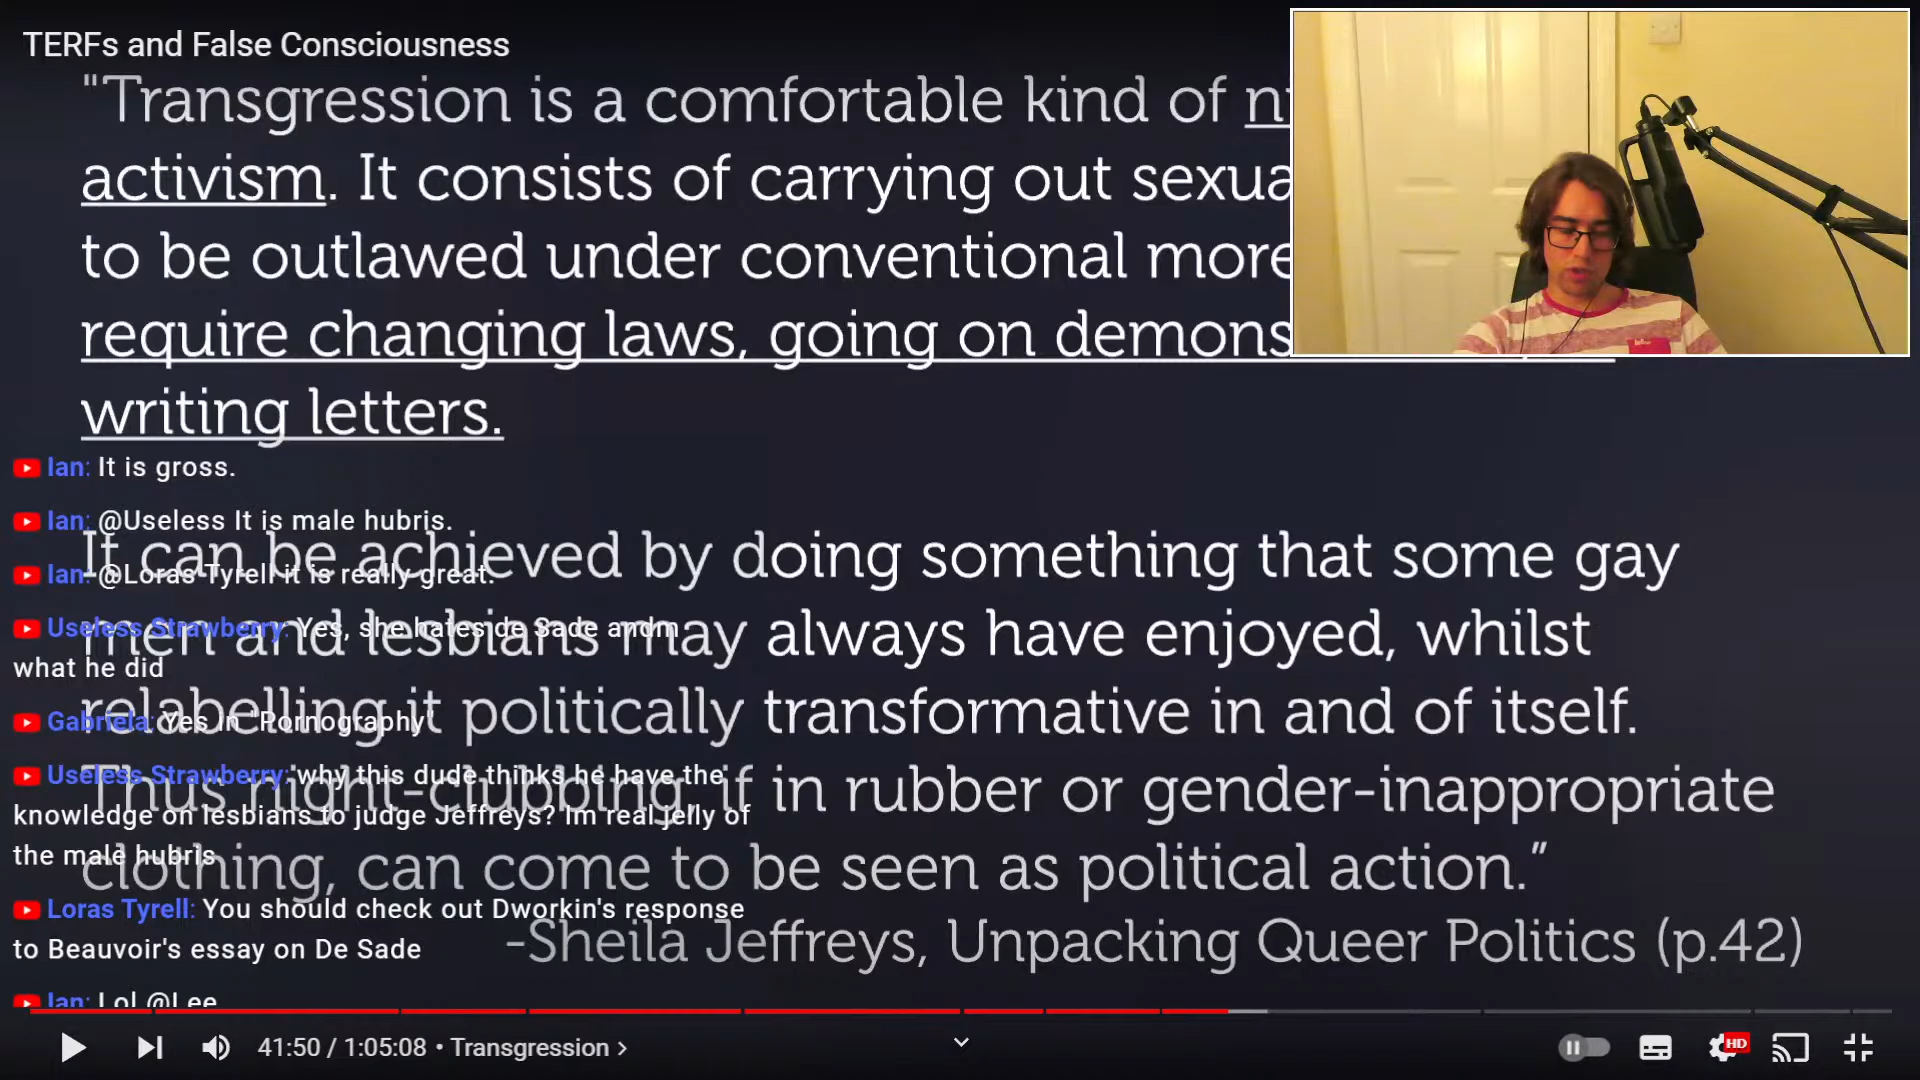 TERFs and False Consciousness
"Transgression is a comfortable kind of
activism. It consists of carrying out
to be outlawed under conventional
require changing laws, going on
writing letters.
Ian: It is gross.
Ian: @Useless It is male hubris.
It can be achieved by doing something that some gay
Ian: @Loras Tyrell it is really great.
Useless Strawberry: Yes, she hates de Sade andm
men and lesbians may always have enjoyed, whilst
what he did
relabelling it politically transformative in and of itself.
Gabriela: Yes in "Pornography"
Useless Strawberry: why this dude thinks he have the
Thus night-clubbing, if in rubber or gender-inappropriate
knowledge on lesbians to judge Jeffreys? Im real jelly of
the male hubris
clothing, can come to be seen as political action.”
Loras Tyrell: You should check out Dworkin's response
to Beauvoir's essay on De Sade
-Sheila Jeffreys, Unpacking Queer Politics (p.42)
Ian: Lol @Lee
41:50 / 1:05:08 • Transgression ›
HD